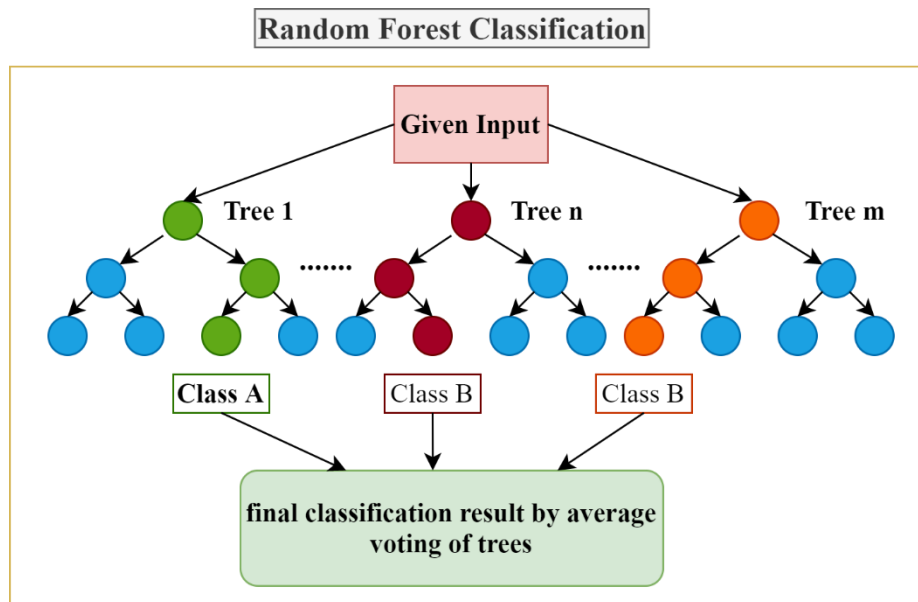 Random Forest Classification
Given Input
Tree 1
Tree n
Tree m
.......
.......
Class A
Class B
Class B
final classification result by average
voting of trees